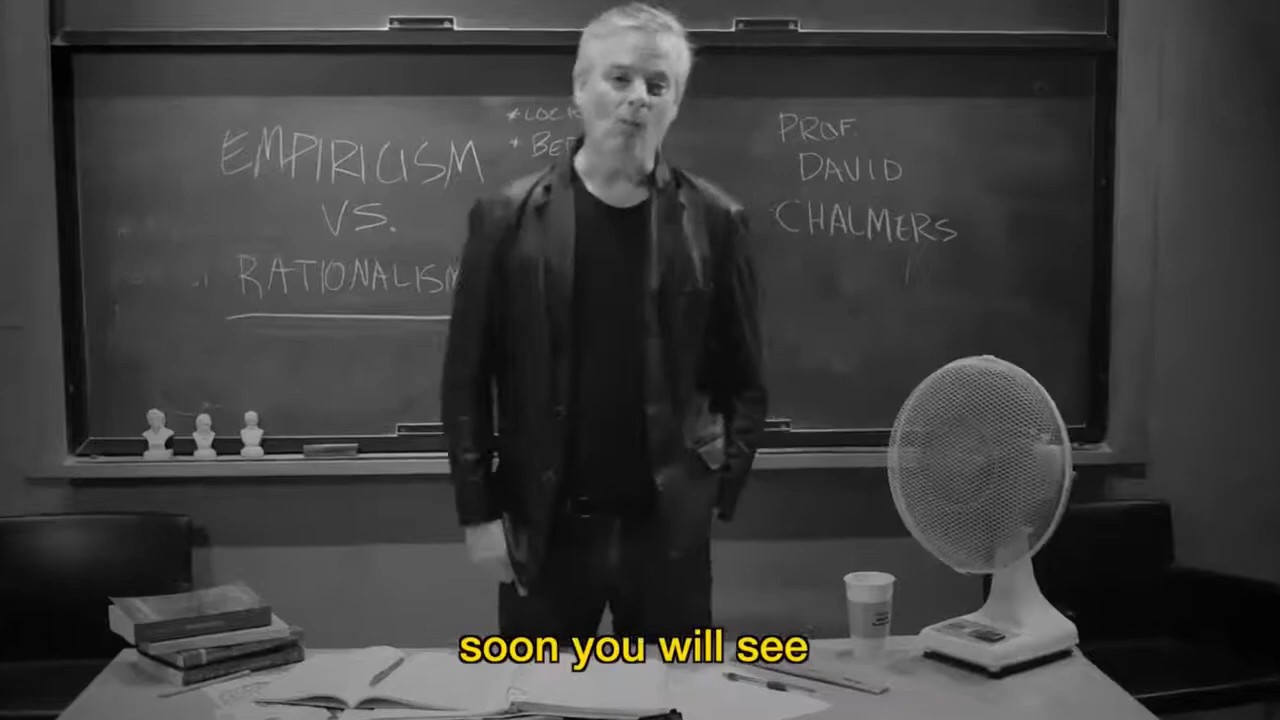 EMPIRICISM
VS.
RATIONALISM
PROF.
DAVID
CHALMERS
soon you will see